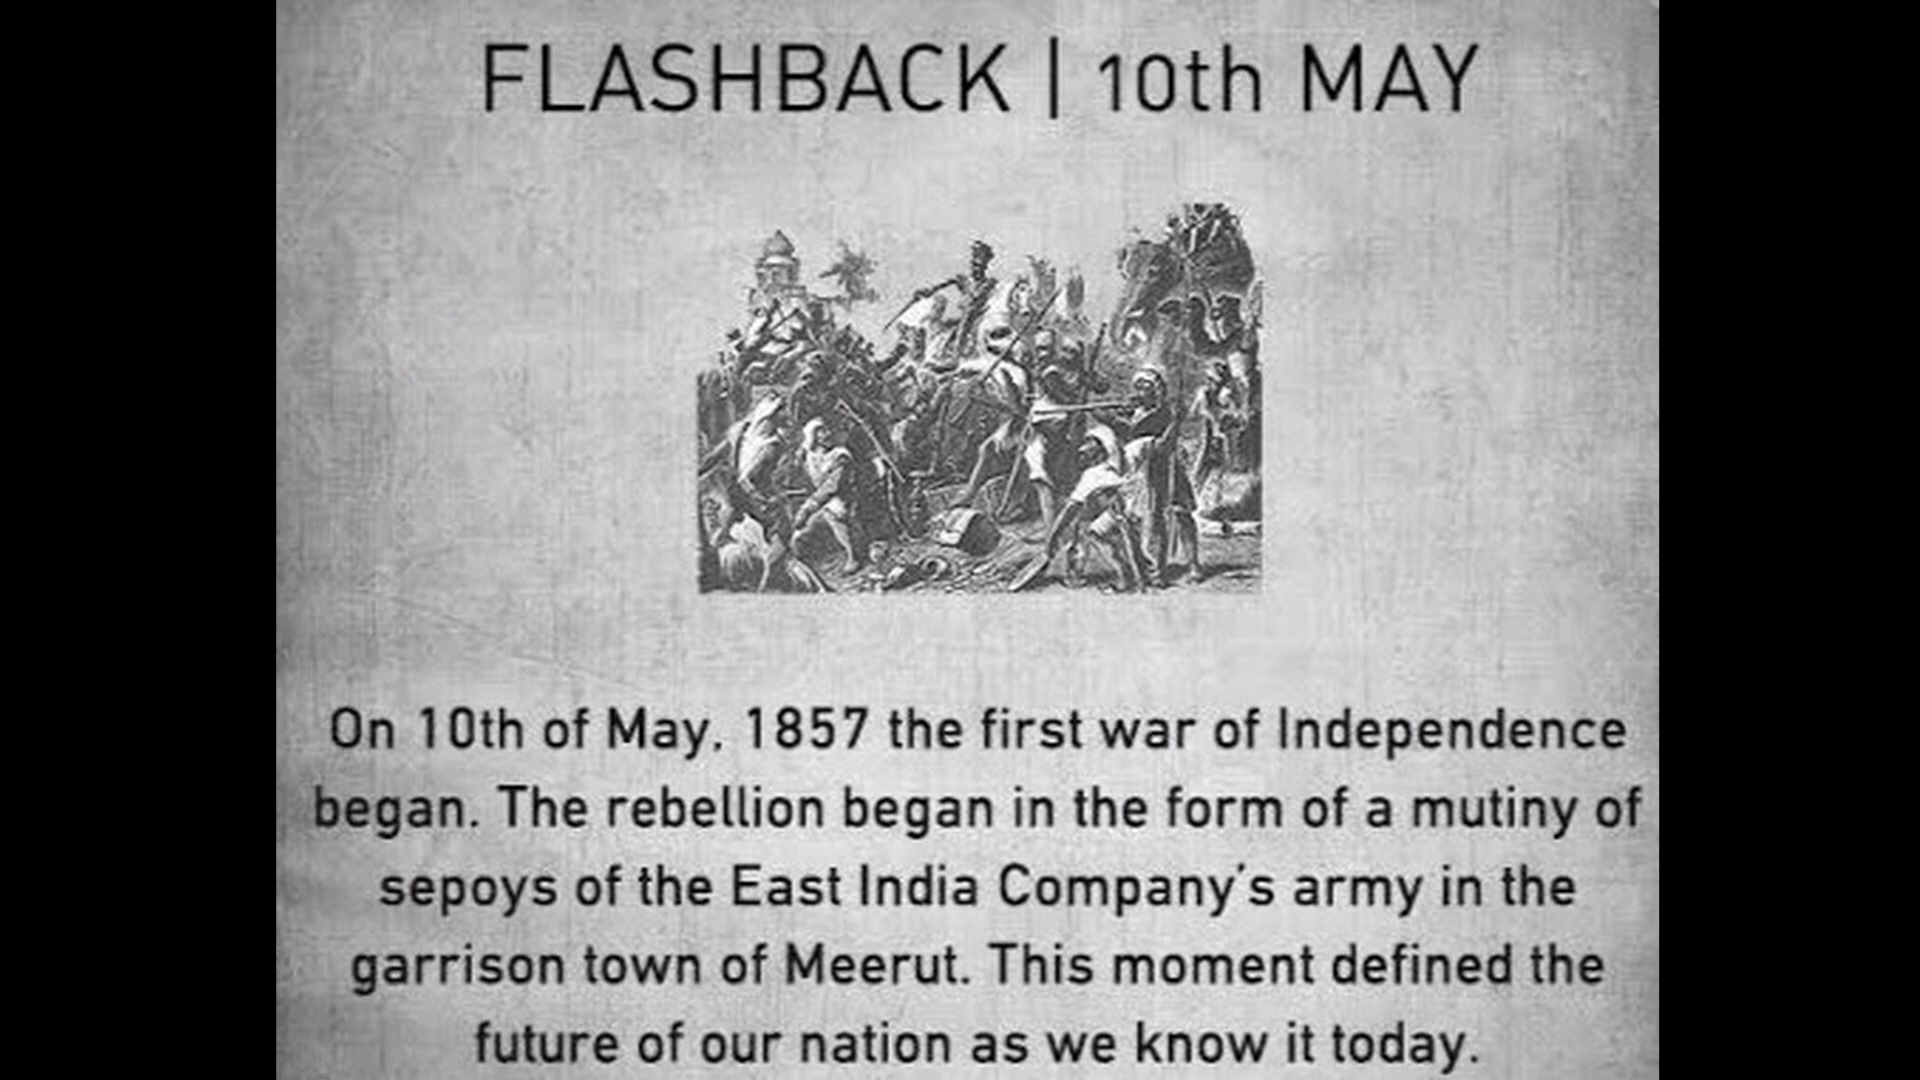 FLASHBACK | 10th MAY
On 10th of May, 1857 the first war of Independence
began. The rebellion began in the form of a mutiny of
sepoys of the East India Company's army in the
garrison town of Meerut. This moment defined the
future of our nation as we know it today.